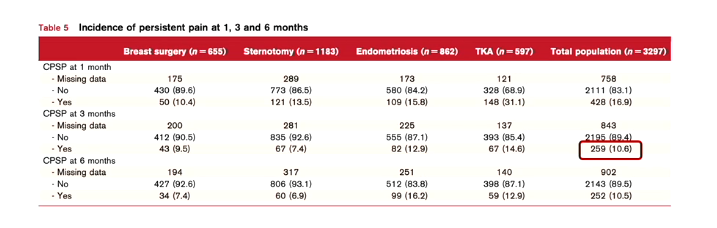 Table 5 Incidence of persistent pain at 1, 3 and 6 months
Breast surgery (n = 655) Sternotomy (n = 1183) Endometriosis (n = 862) TKA (n = 597) Total population (n = 3297)
CPSP at 1 month
- Missing data 175 289 173 121 758
- No 430 (89.6) 773 (86.5) 580 (84.2) 328 (68.9) 2111 (83.1)
- Yes 50 (10.4) 121 (13.5) 109 (15.8) 148 (31.1) 428 (16.9)
CPSP at 3 months
- Missing data 200 281 225 137 843
- No 412 (90.5) 835 (92.6) 555 (87.1) 393 (85.4) 2195 (89.4)
- Yes 43 (9.5) 67 (7.4) 82 (12.9) 67 (14.6) 259 (10.6)
CPSP at 6 months
- Missing data 194 317 251 140 902
- No 427 (92.6) 806 (93.1) 512 (83.8) 398 (87.1) 2143 (89.5)
- Yes 34 (7.4) 60 (6.9) 99 (16.2) 59 (12.9) 252 (10.5)